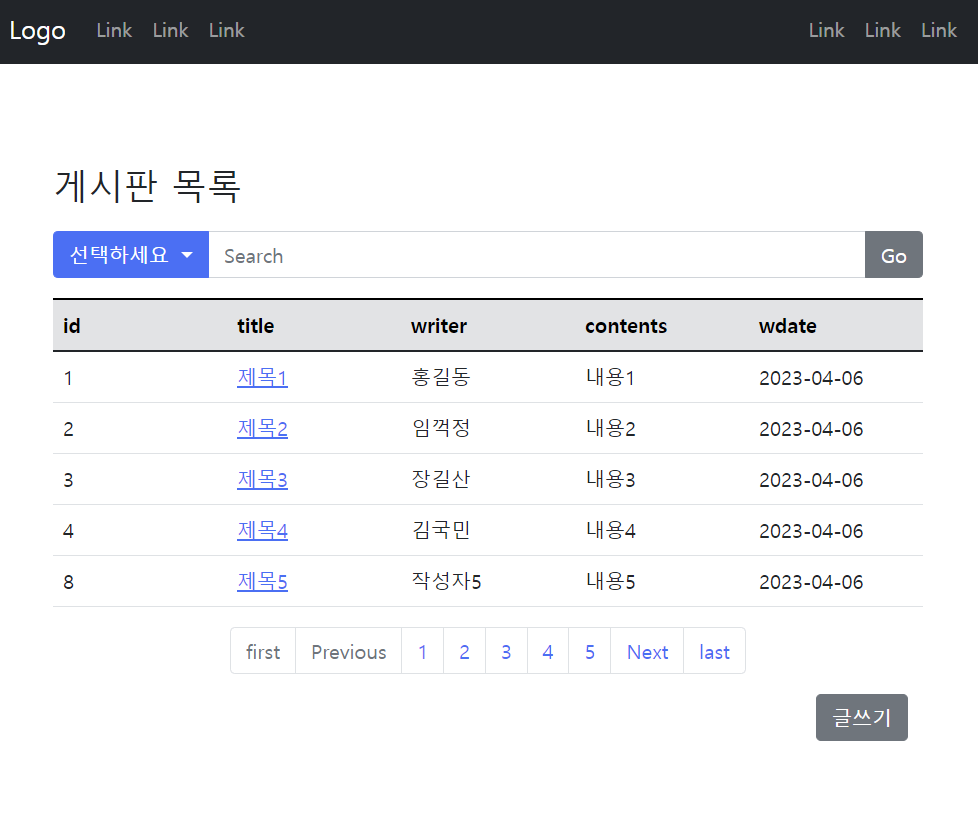 Logo Link Link Link Link Link Link
게시판 목록
선택하세요 Search Go
id title writer contents wdate
1 제목1 홍길동 내용1 2023-04-06
2 제목2 임꺽정 내용2 2023-04-06
3 제목3 장길산 내용3 2023-04-06
4 제목4 김국민 내용4 2023-04-06
8 제목5 작성자5 내용5 2023-04-06
first Previous 1 2 3 4 5 Next last
글쓰기